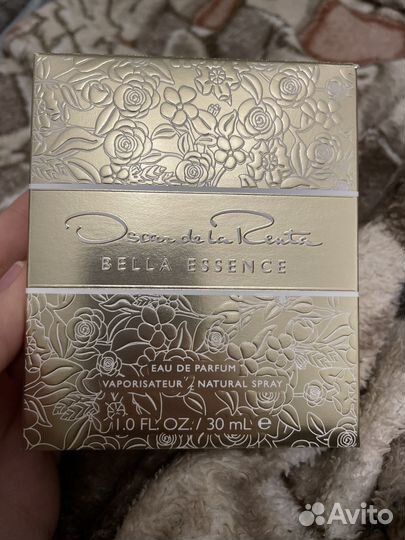 Oscar de la Renta
BELLA ESSENCE
EAU DE PARFUM
VAPORISATEUR / NATURAL SPRAY
1.0 FL. OZ. / 30 mL e
Avito